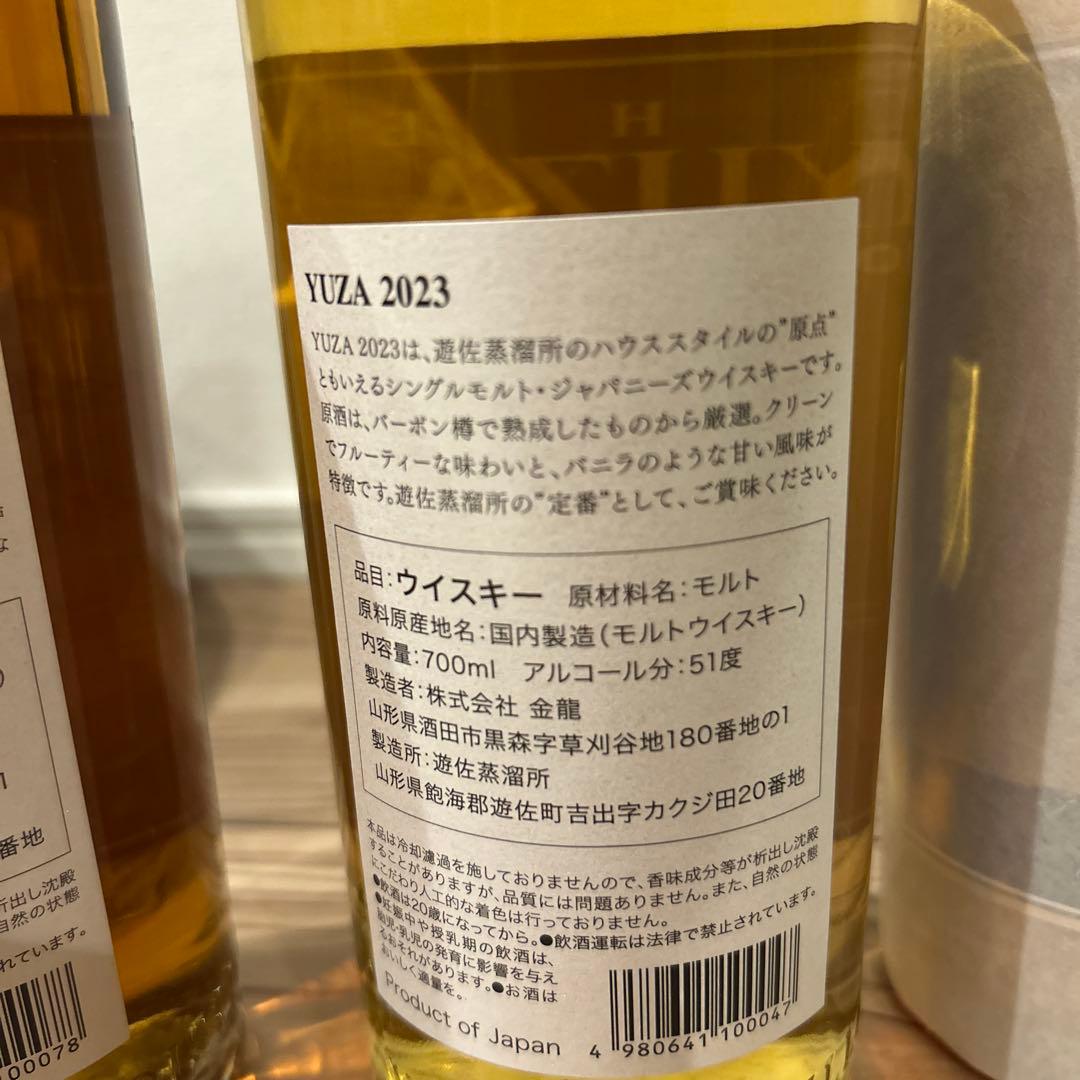 YUZA 2023
YUZA 2023は、遊佐蒸溜所のハウススタイルの"原点"
ともいえるシングルモルト・ジャパニーズウイスキーです。
原酒は、バーボン樽で熟成したものから厳選。クリーン
でフルーティーな味わいと、バニラのような甘い風味が
特徴です。遊佐蒸溜所の"定番"として、ご賞味ください。
品目:ウイスキー 原材料名:モルト
原料原産地名:国内製造(モルトウイスキー)
内容量:700ml アルコール分:51度
製造者:株式会社 金龍
山形県酒田市黒森字草刈谷地180番地の1
製造所:遊佐蒸溜所
山形県飽海郡遊佐町吉出字カクジ田20番地
本品は冷却濾過を施しておりませんので、香味成分等が析出し沈殿
することがありますが、品質には問題ありません。また、自然の状態
にこだわり人工的な着色は行っておりません。
●飲酒は20歳になってから。●飲酒運転は法律で禁止されています。
●妊娠中や授乳期の飲酒は、
胎児・乳児の発育に影響を与え
るおそれがあります。●お酒は
おいしく適量を。
Product of Japan
4 980641 100047
1
番地
析出し沈殿
自然の状態
れています。
00078